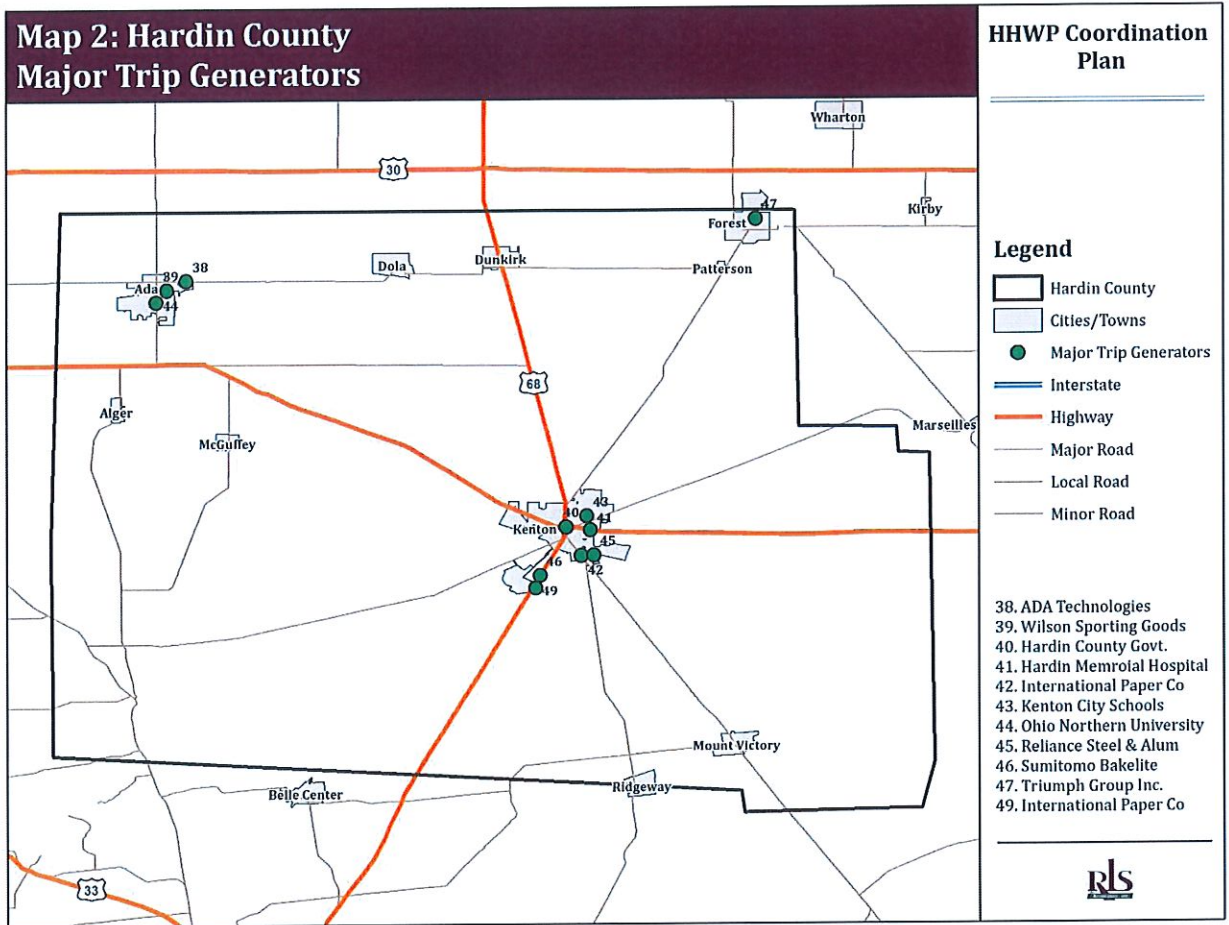 Map 2: Hardin County
Major Trip Generators
HHWP Coordination
Plan
Wharton
30
47
Kirby
Forest
Dunkirk
Dola
Patterson
38
39
Ada
44
68
Alger
McGuffey
Marseilles
43
40
41
Kenton
45
46
42
49
Mount Victory
Ridgeway
Belle Center
33
Legend
Hardin County
Cities/Towns
Major Trip Generators
Interstate
Highway
Major Road
Local Road
Minor Road
38. ADA Technologies
39. Wilson Sporting Goods
40. Hardin County Govt.
41. Hardin Memroial Hospital
42. International Paper Co
43. Kenton City Schools
44. Ohio Northern University
45. Reliance Steel & Alum
46. Sumitomo Bakelite
47. Triumph Group Inc.
49. International Paper Co
RLS